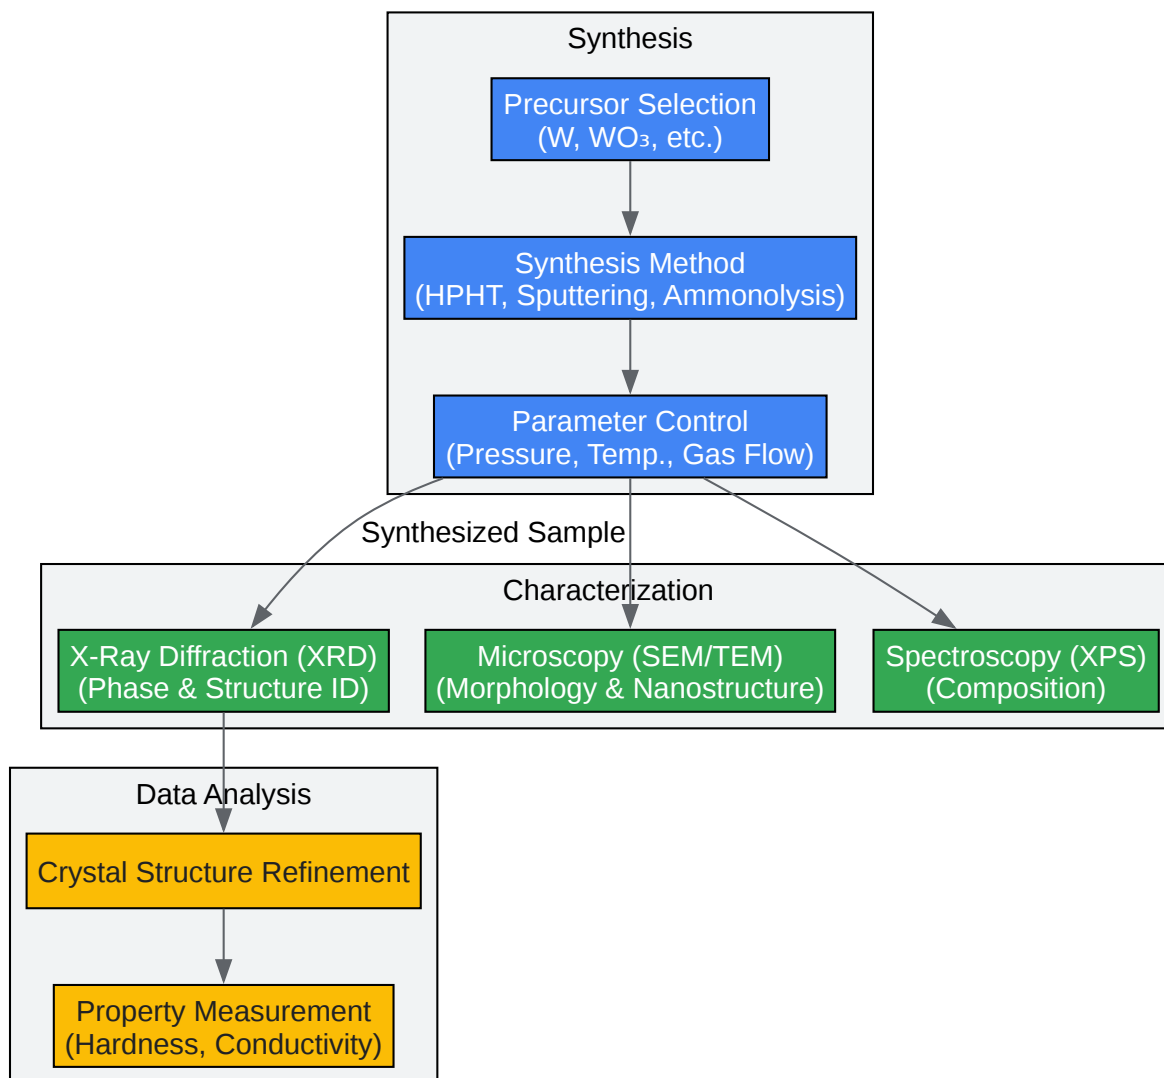 Synthesis
Precursor Selection
(W, WO₃, etc.)
Synthesis Method
(HPHT, Sputtering, Ammonolysis)
Parameter Control
(Pressure, Temp., Gas Flow)
Synthesized Sample
Characterization
X-Ray Diffraction (XRD)
(Phase & Structure ID)
Microscopy (SEM/TEM)
(Morphology & Nanostructure)
Spectroscopy (XPS)
(Composition)
Data Analysis
Crystal Structure Refinement
Property Measurement
(Hardness, Conductivity)